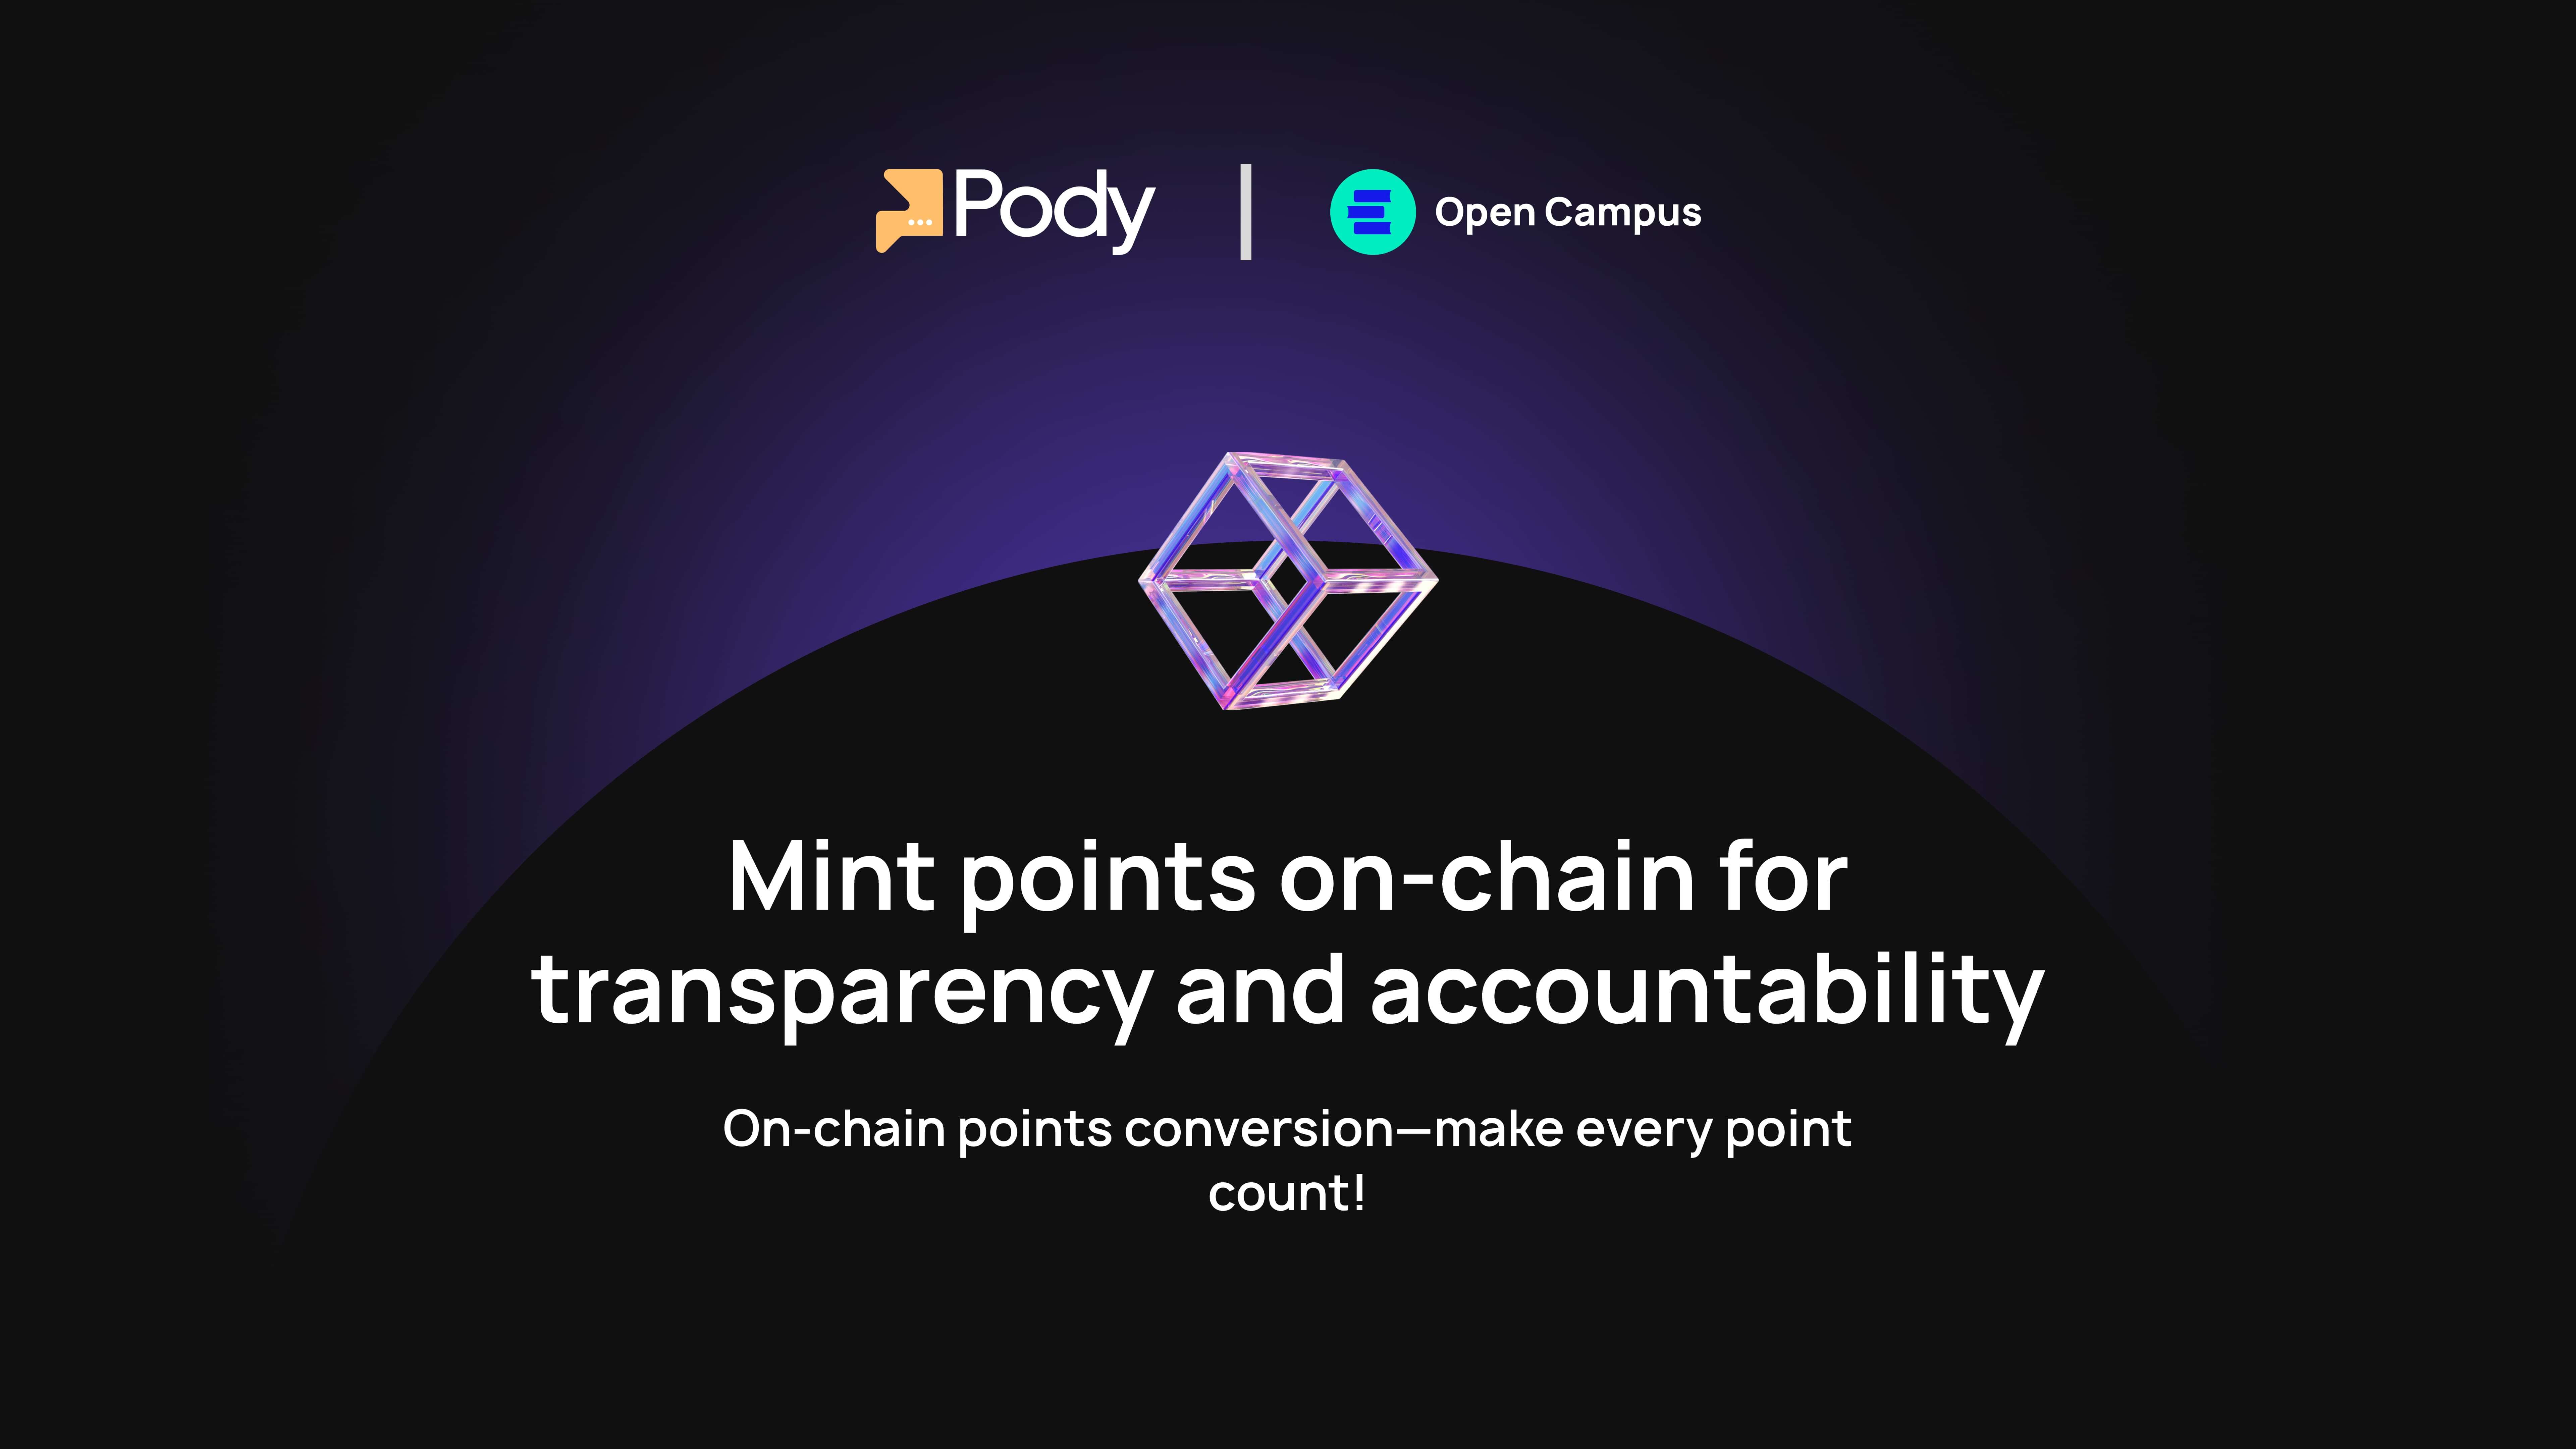 Pody
Open Campus
Mint points on-chain for
transparency and accountability
On-chain points conversion—make every point
count!